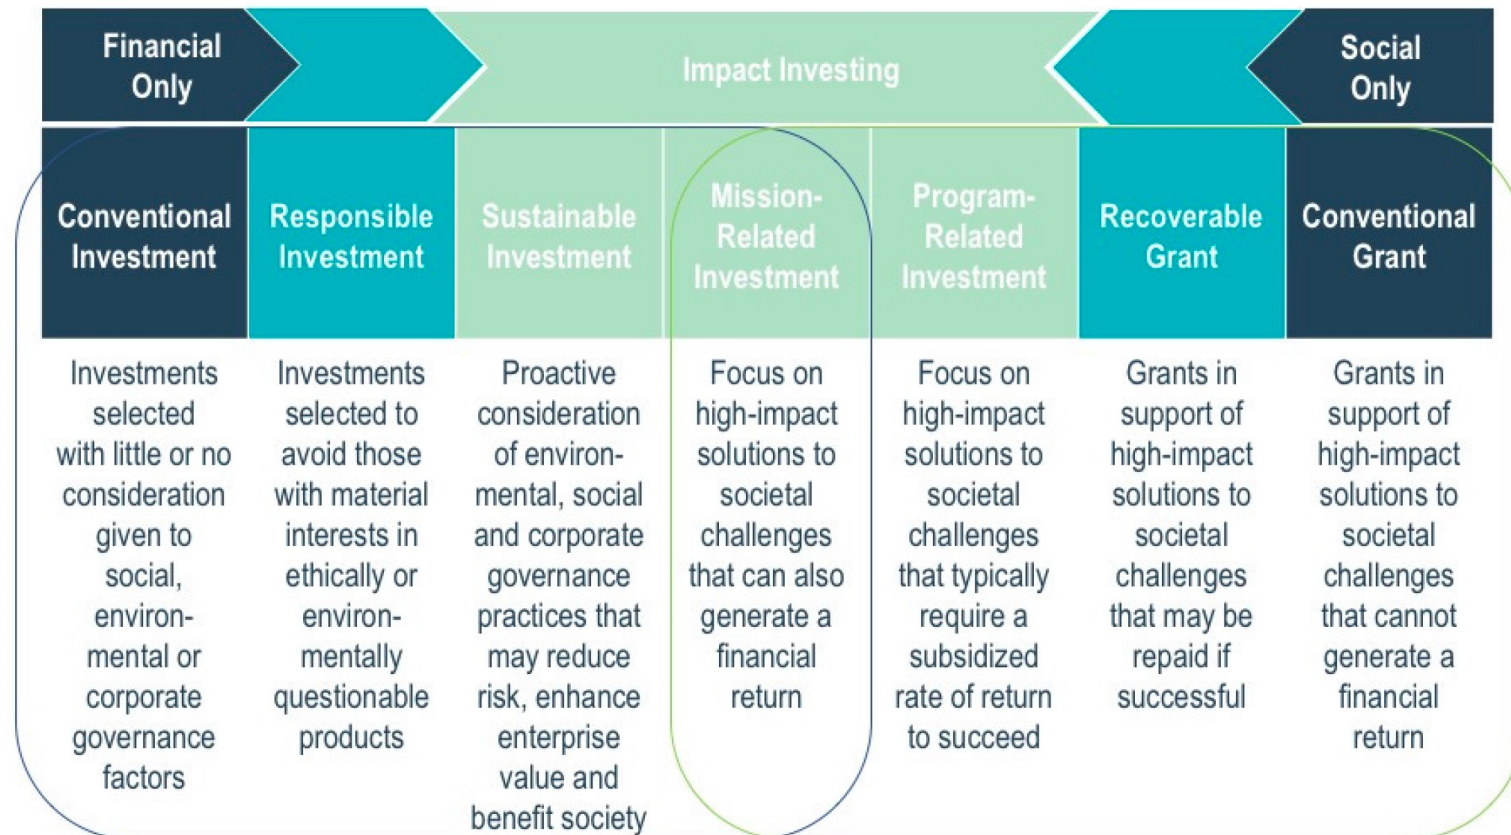 Financial
Only
Impact Investing
Social
Only
Conventional
Investment
Responsible
Investment
Sustainable
Investment
Mission-
Related
Investment
Program-
Related
Investment
Recoverable
Grant
Conventional
Grant
Investments
selected
with little or no
consideration
given to
social,
environ-
mental or
corporate
governance
factors
Investments
selected to
avoid those
with material
interests in
ethically or
environ-
mentally
questionable
products
Proactive
consideration
of environ-
mental, social
and corporate
governance
practices that
may reduce
risk, enhance
enterprise
value and
benefit society
Focus on
high-impact
solutions to
societal
challenges
that can also
generate a
financial
return
Focus on
high-impact
solutions to
societal
challenges
that typically
require a
subsidized
rate of return
to succeed
Grants in
support of
high-impact
solutions to
societal
challenges
that may be
repaid if
successful
Grants in
support of
high-impact
solutions to
societal
challenges
that cannot
generate a
financial
return